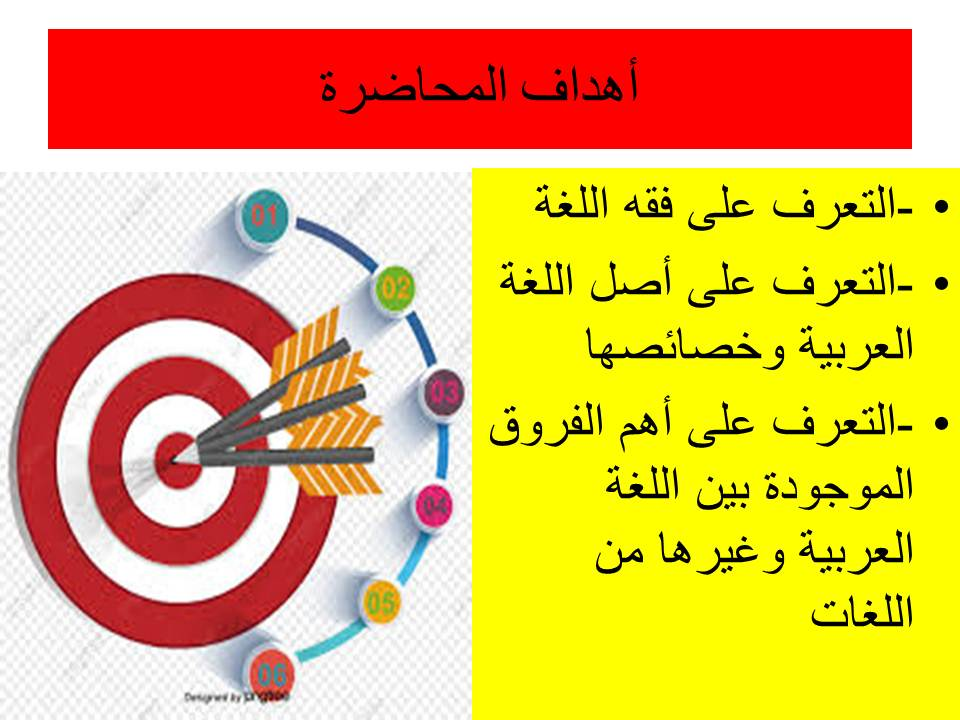 أهداف المحاضرة
• -التعرف على فقه اللغة
• -التعرف على أصل اللغة
العربية وخصائصها
• -التعرف على أهم الفروق
الموجودة بين اللغة
العربية وغيرها من
اللغات
01
02
03
04
05
06
Designed by